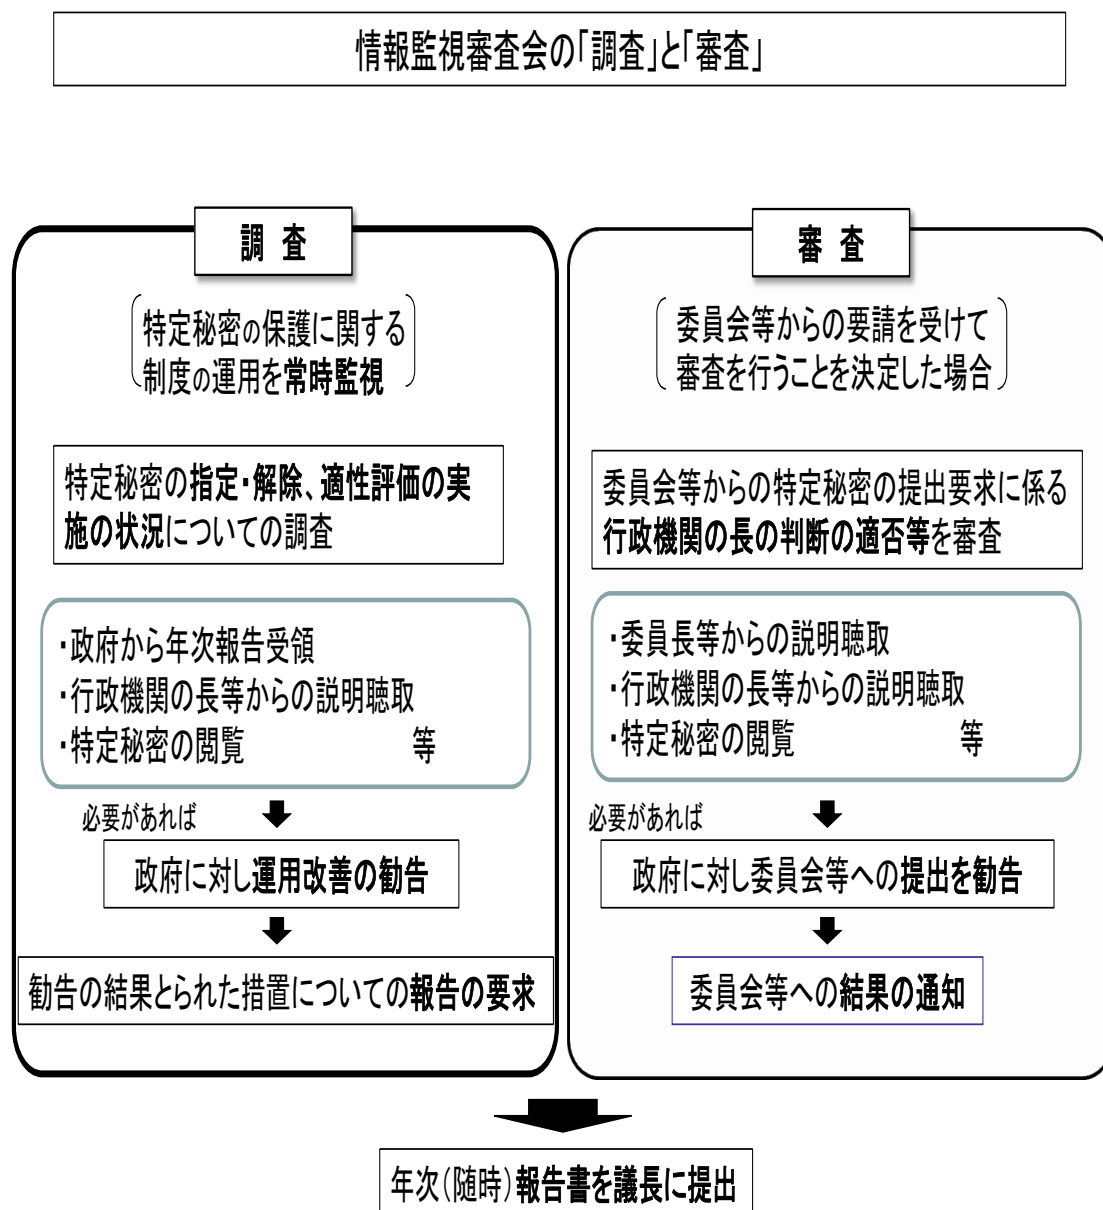 情報監視審査会の「調査」と「審査」
調 査
特定秘密の保護に関する
制度の運用を常時監視
特定秘密の指定・解除、適性評価の実
施の状況についての調査
・政府から年次報告受領
・行政機関の長等からの説明聴取
・特定秘密の閲覧 等
必要があれば
政府に対し運用改善の勧告
勧告の結果とられた措置についての報告の要求
審 査
委員会等からの要請を受けて
審査を行うことを決定した場合
委員会等からの特定秘密の提出要求に係る
行政機関の長の判断の適否等を審査
・委員長等からの説明聴取
・行政機関の長等からの説明聴取
・特定秘密の閲覧 等
必要があれば
政府に対し委員会等への提出を勧告
委員会等への結果の通知
年次(随時)報告書を議長に提出